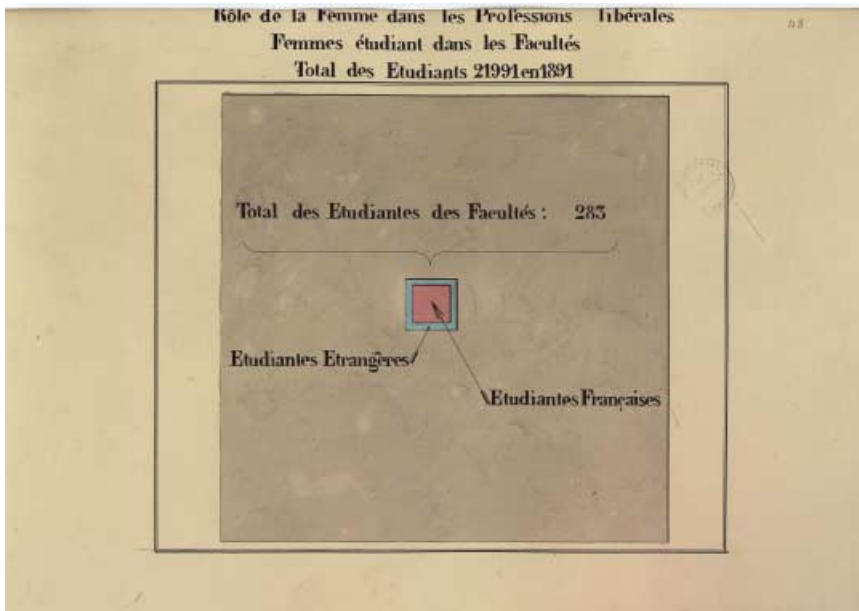 Rôle de la Femme dans les Professions libérales
48
Femmes étudiant dans les Facultés
Total des Etudiants 21991 en 1891
Total des Etudiantes des Facultés : 283
Etudiantes Etrangères
Etudiantes Françaises